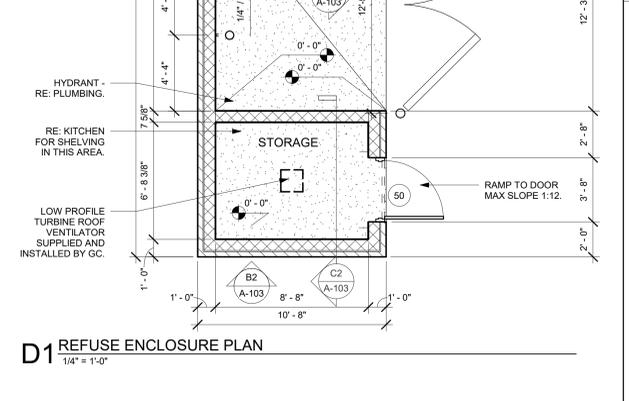 4'-
1/4" /
A-103
12'-
12' - 3
0' - 0"
0' - 0"
4' - 4"
HYDRANT -
RE: PLUMBING.
7 5/8"
RE: KITCHEN
FOR SHELVING
IN THIS AREA.
STORAGE
2' - 8"
6' - 8 3/8"
50
RAMP TO DOOR
MAX SLOPE 1:12.
3' - 8"
LOW PROFILE
TURBINE ROOF
VENTILATOR
SUPPLIED AND
INSTALLED BY GC.
0' - 0"
2' - 0"
1' - 0"
B2
A-103
C2
A-103
1' - 0"
8' - 8"
1' - 0"
10' - 8"
D1
REFUSE ENCLOSURE PLAN
1/4" = 1'-0"